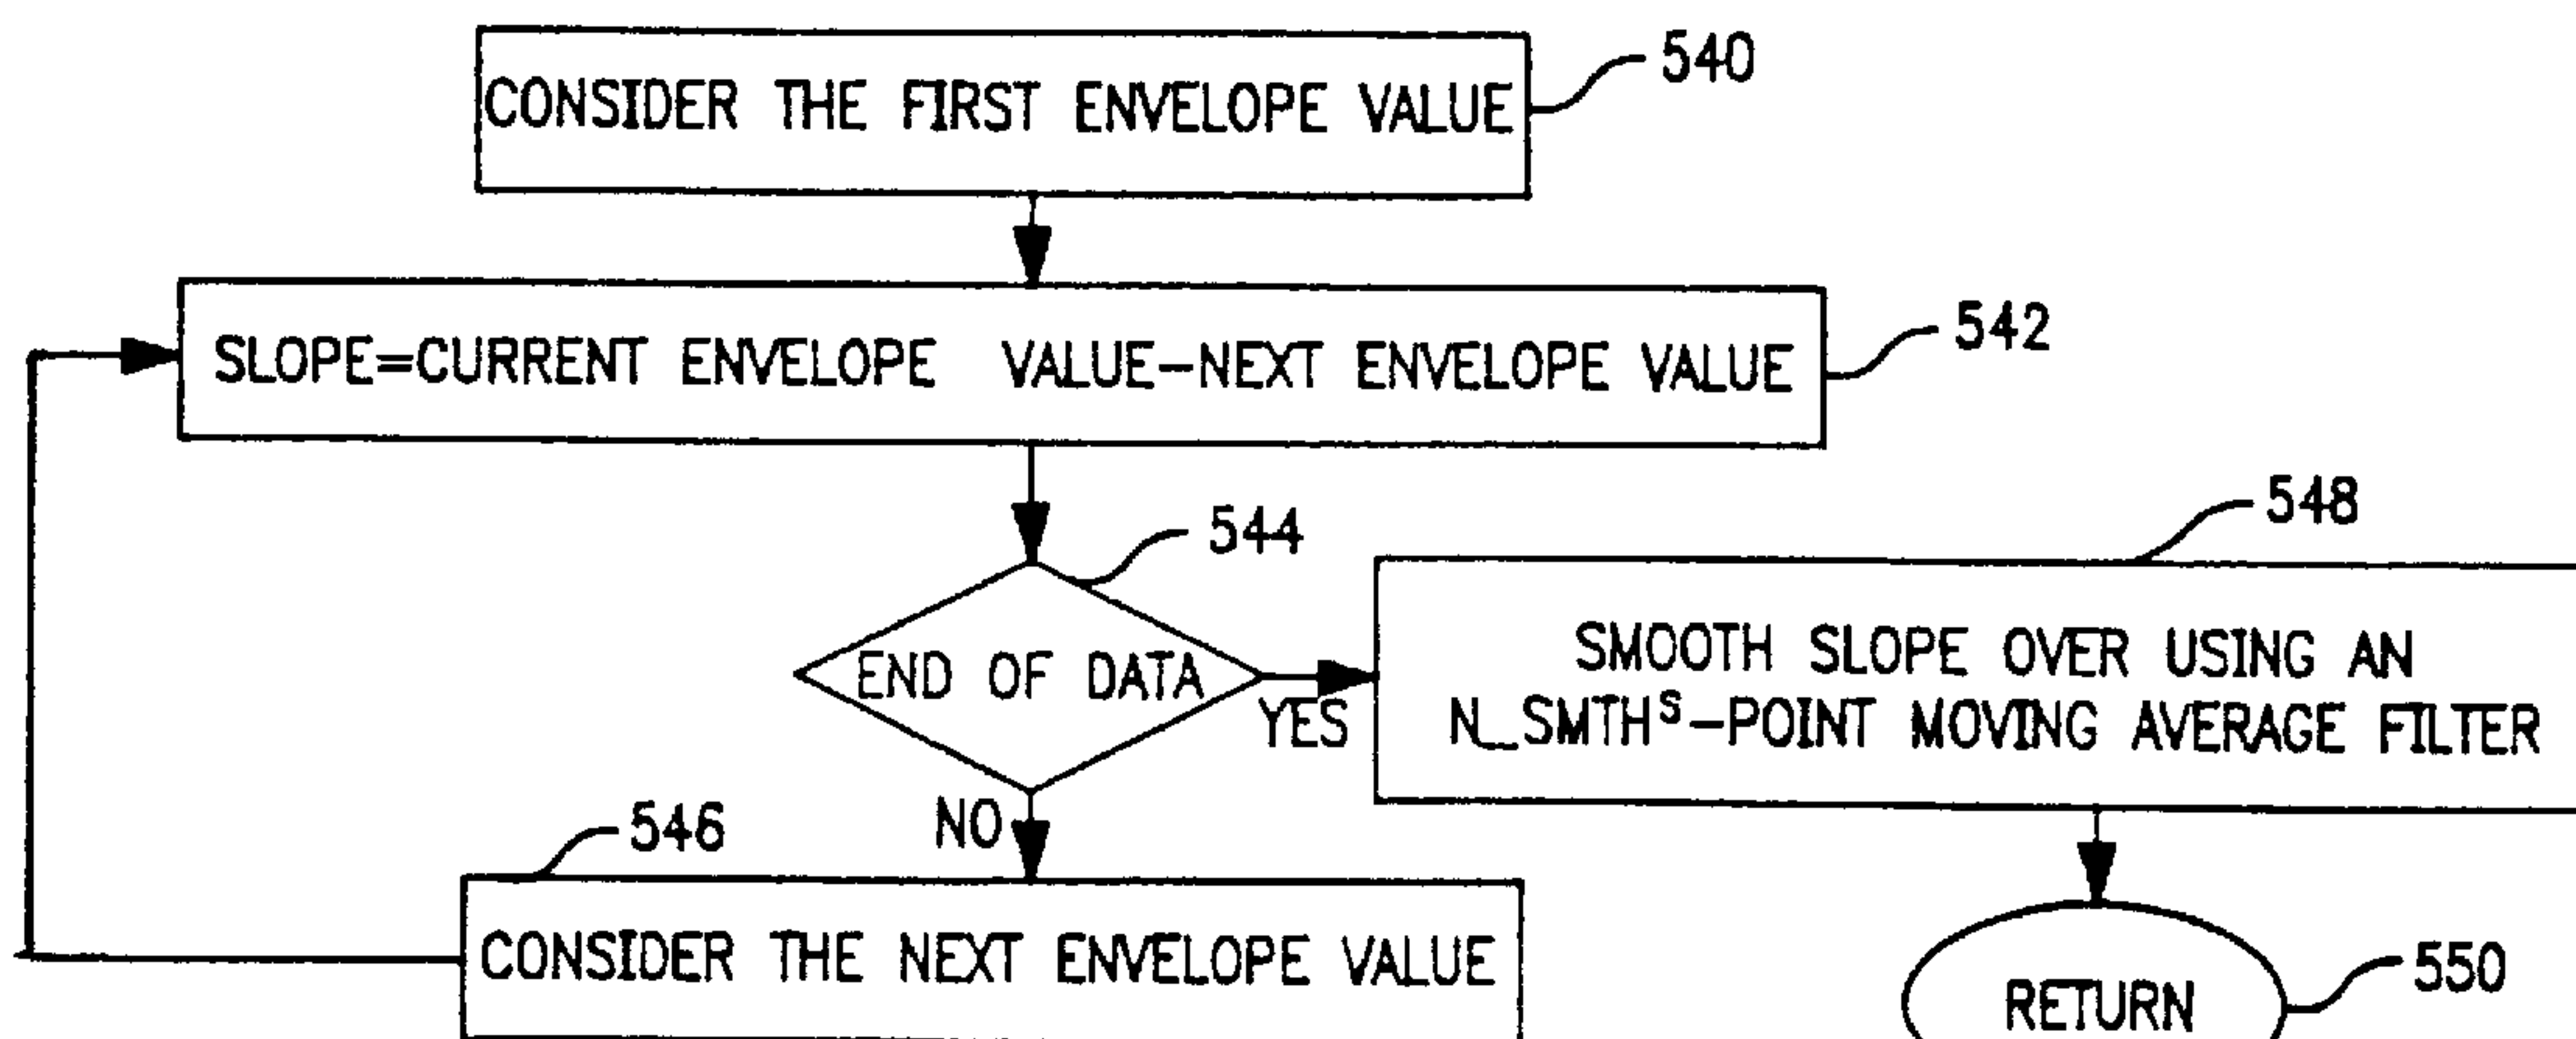 CONSIDER THE FIRST ENVELOPE VALUE
540
SLOPE=CURRENT ENVELOPE VALUE-NEXT ENVELOPE VALUE
542
544
END OF DATA
YES
NO
548
SMOOTH SLOPE OVER USING AN
N_SMTHˢ-POINT MOVING AVERAGE FILTER
546
CONSIDER THE NEXT ENVELOPE VALUE
RETURN
550